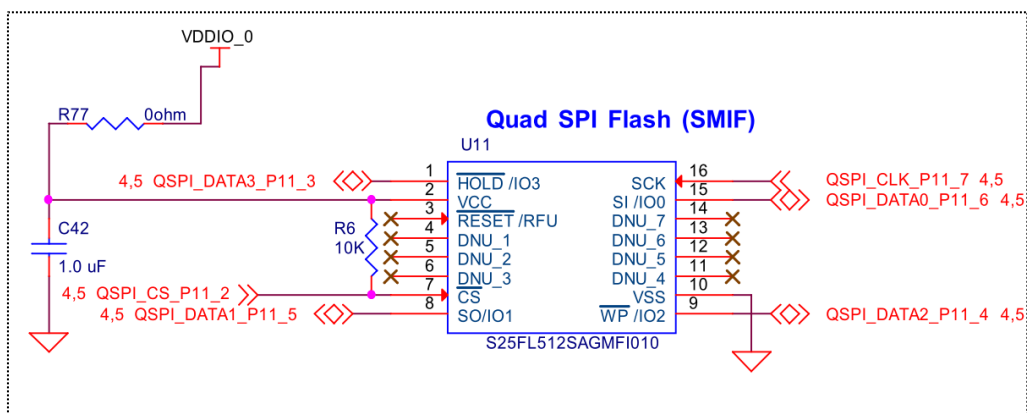 VDDIO_0
R77 0ohm
Quad SPI Flash (SMIF)
U11
4,5 QSPI_DATA3_P11_3 1 HOLD /IO3 SCK 16 QSPI_CLK_P11_7 4,5
2 VCC SI /IO0 15 QSPI_DATA0_P11_6 4,5
3 RESET /RFU DNU_7 14
C42 R6 4 DNU_1 DNU_6 13
10K 5 DNU_2 DNU_5 12
1.0 uF 6 DNU_3 DNU_4 11
4,5 QSPI_CS_P11_2 7 CS VSS 10
4,5 QSPI_DATA1_P11_5 8 SO/IO1 WP /IO2 9 QSPI_DATA2_P11_4 4,5
S25FL512SAGMFI010